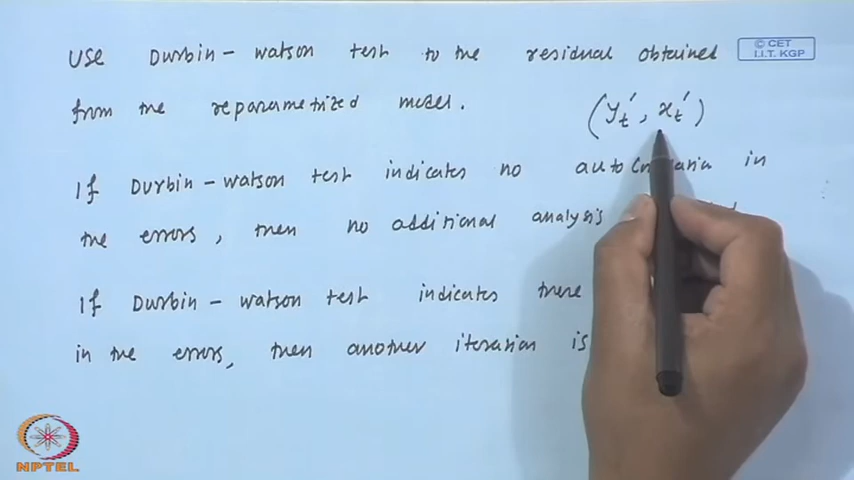 Use Durbin - Watson test to the residual obtained
© CET
I.I.T. KGP
from the reparametrized model. (y_t', x_t')
If Durbin - Watson test indicates no in
the errors, then no additional analysis
If Durbin - Watson test indicates there
in the errors, then another iteration is
NPTEL